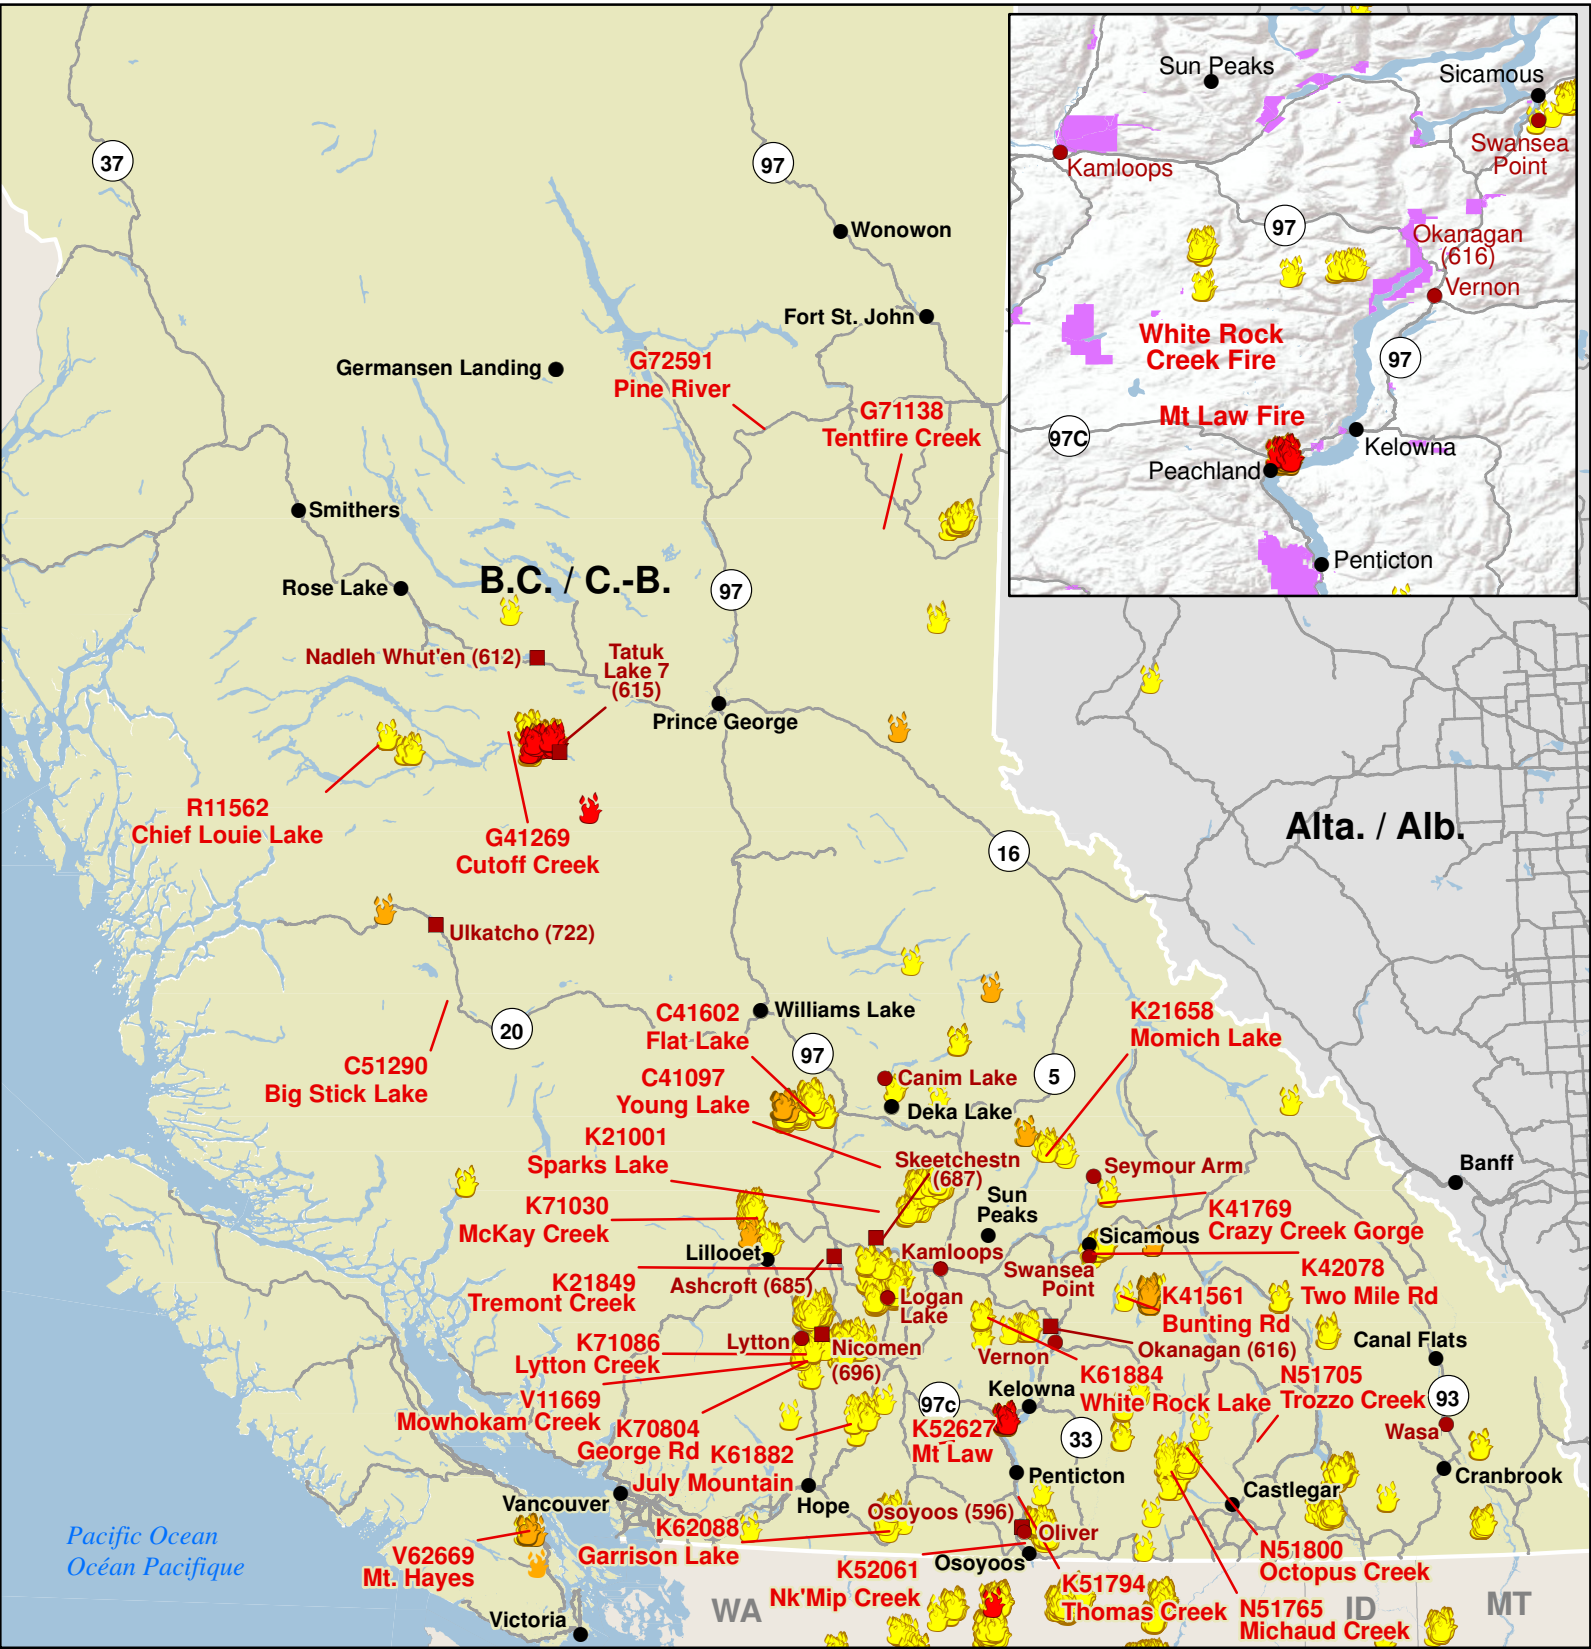 37
97
Wonowon
Fort St. John
Germansen Landing
G72591
Pine River
G71138
Tentfire Creek
Smithers
Rose Lake
B.C. / C.-B.
97
Nadleh Whut'en (612)
Tatuk
Lake 7
(615)
Prince George
R11562
Chief Louie Lake
G41269
Cutoff Creek
16
Alta. / Alb.
Ulkatcho (722)
20
C51290
Big Stick Lake
Williams Lake
C41602
Flat Lake
97
K21658
Momich Lake
5
C41097
Young Lake
Canim Lake
Deka Lake
K21001
Sparks Lake
Skeetchestn
(687)
Seymour Arm
Banff
Sun
Peaks
K71030
McKay Creek
K41769
Crazy Creek Gorge
Lillooet
Sicamous
Kamloops
Swansea
Point
K42078
Two Mile Rd
K21849
Tremont Creek
Ashcroft (685)
Logan
Lake
K41561
Bunting Rd
K71086
Lytton Creek
Lytton
Nicomen
(696)
Vernon
Okanagan (616)
Canal Flats
V11669
Mowhokam Creek
K61884
White Rock Lake
N51705
Trozzo Creek
Kelowna
97c
93
K70804
George Rd
K52627
Mt Law
33
Wasa
K61882
July Mountain
Penticton
Cranbrook
Castlegar
Vancouver
Hope
Osoyoos (596)
Oliver
K62088
Garrison Lake
Osoyoos
Pacific Ocean
Océan Pacifique
V62669
Mt. Hayes
K52061
Nk'Mip Creek
K51794
Thomas Creek
N51800
Octopus Creek
N51765
Michaud Creek
Victoria
WA
ID
MT
Sun Peaks
Sicamous
Swansea
Point
Kamloops
97
Okanagan
(616)
Vernon
White Rock
Creek Fire
97
Mt Law Fire
97C
Kelowna
Peachland
Penticton